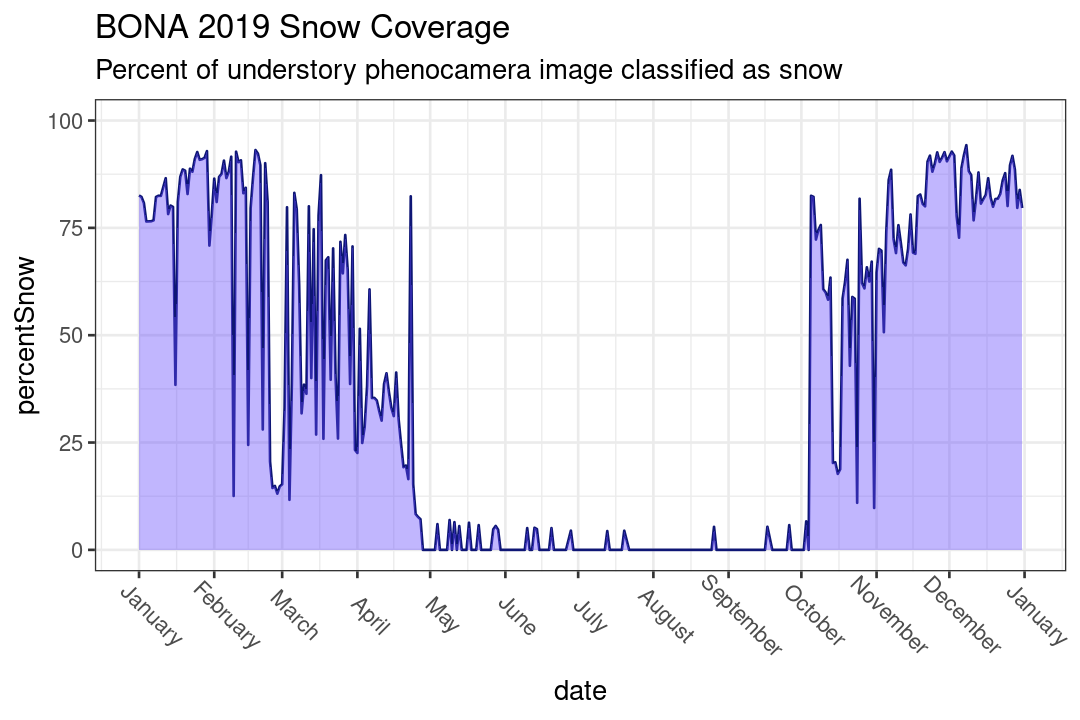 BONA 2019 Snow Coverage
Percent of understory phenocamera image classified as snow
percentSnow
100
75
50
25
0
January
February
March
April
May
June
July
August
September
October
November
December
January
date